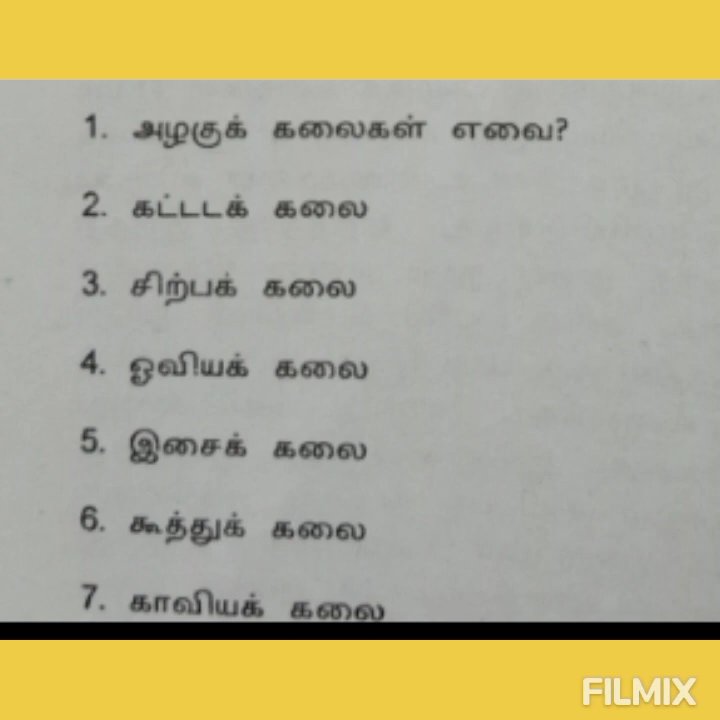 1. அழகுக் கலைகள் எவை?
2. கட்டடக் கலை
3. சிற்பக் கலை
4. ஓவியக் கலை
5. இசைக் கலை
6. கூத்துக் கலை
7. காவியக் கலை
FILMIX